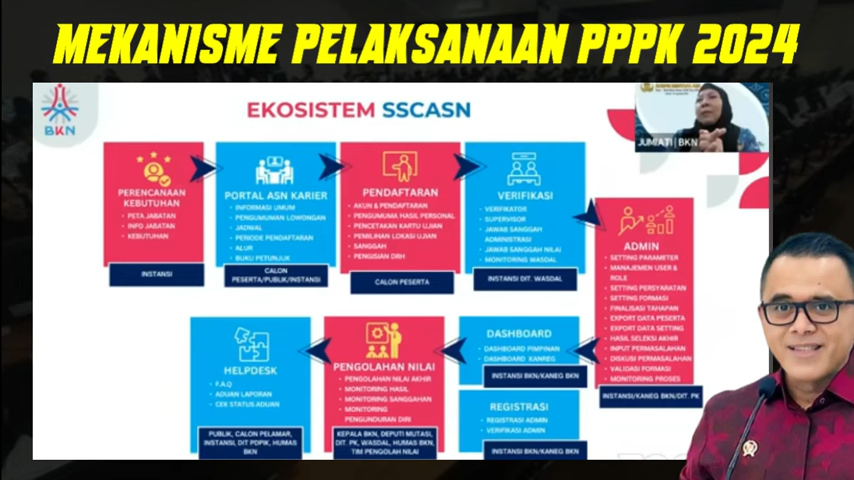 MEKANISME PELAKSANAAN PPPK 2024
BKN
EKOSISTEM SSCASN
JUMIATI | BKN
PERENCANAAN
KEBUTUHAN
• PETA JABATAN
• INFO JABATAN
• KEBUTUHAN
INSTANSI
PORTAL ASN KARIER
• INFORMASI UMUM
• PENGUMUMAN LOWONGAN
• JADWAL
• PERIODE PENDAFTARAN
• ALUR
• BUKU PETUNJUK
CALON
PESERTA/PUBLIK/INSTANSI
PENDAFTARAN
• AKUN & PENDAFTARAN
• PENGUMUMA HASIL PERSONAL
• PENCETAKAN KARTU UJIAN
• PEMILIHAN LOKASI UJIAN
• SANGGAH
• PENGISIAN DRH
CALON PESERTA
VERIFIKASI
• VERIFIKATOR
• SUPERVISOR
• JAWAB SANGGAH
ADMINISTRASI
• JAWAB SANGGAH NILAI
• MONITORING WASDAL
INSTANSI DIT. WASDAL
ADMIN
• SETTING PARAMETER
• MANAJEMEN USER &
ROLE
• SETTING PERSYARATAN
• SETTING FORMASI
• FINALISASI TAHAPAN
• EXPORT DATA PESERTA
• EXPORT DATA SETTING
• HASIL SELEKSI AKHIR
• INPUT PERMASALAHAN
• DISKUSI PERMASALAHAN
• VALIDASI FORMASI
• MONITORING PROSES
INSTANSI/KANEG BKN/DIT. PK
DASHBOARD
• DASHBOARD PIMPINAN
• DASHBOARD KANREG
INSTANSI BKN/KANEG BKN
REGISTRASI
• REGISTRASI ADMIN
• VERIFIKASI ADMIN
INSTANSI BKN/KANEG BKN
PENGOLAHAN NILAI
• PENGOLAHAN NILAI AKHIR
• MONITORING HASIL
• MONITORING SANGGAHAN
• MONITORING
PENGUNDURAN DIRI
KEPALA BKN, DEPUTI MUTASI,
DIT. PK, WASDAL, HUMAS BKN,
TIM PENGOLAH NILAI
HELPDESK
• F.A.Q
• ADUAN LAPORAN
• CEK STATUS ADUAN
PUBLIK, CALON PELAMAR,
INSTANSI, DIT PDPIK, HUMAS
BKN